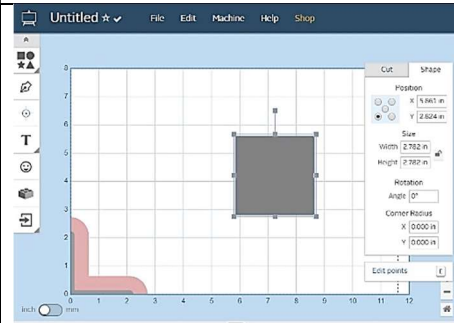 Untitled
File Edit Machine Help Shop
Cut Shape
Position
X 5.861 in
Y 2.824 in
Size
Width 2.782 in
Height 2.782 in
Rotation
Angle 0°
Corner Radius
X 0.000 in
Y 0.000 in
Edit points E
T
8
7
6
5
4
3
2
1
0
0 1 2 3 4 5 6 7 8 9 10 11 12
inch mm